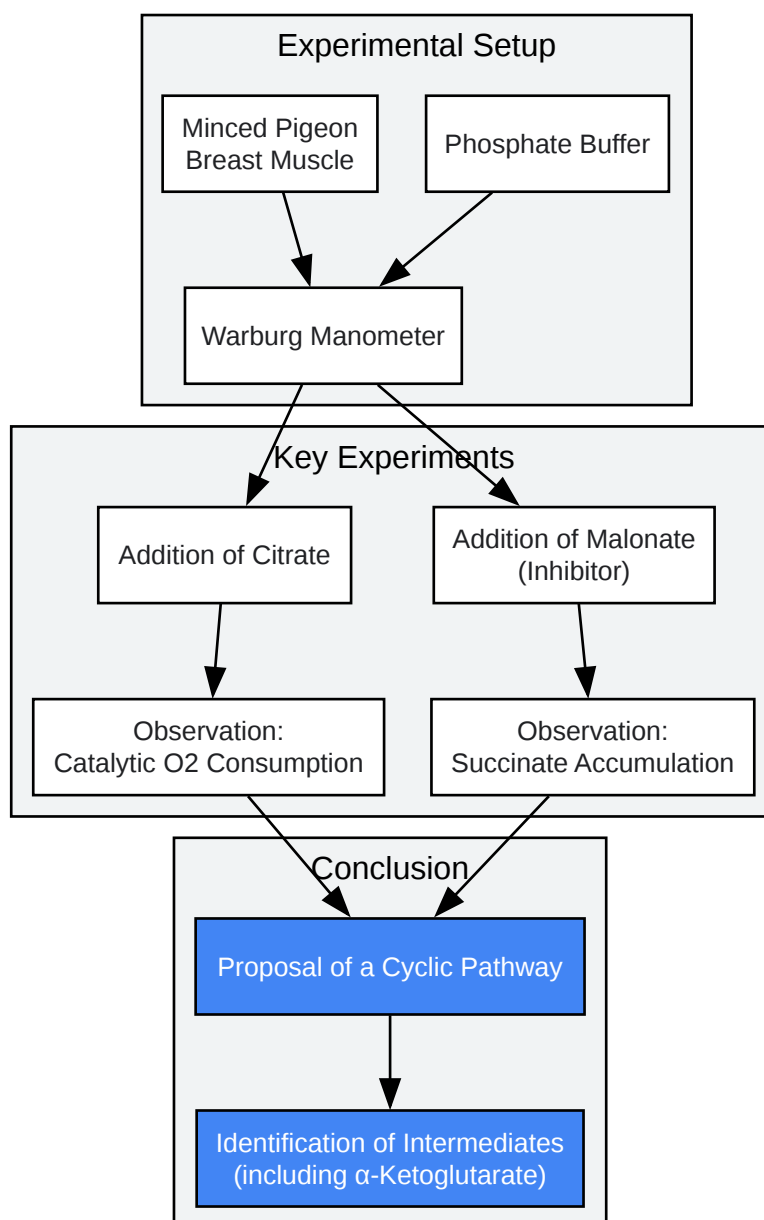 Experimental Setup
Minced Pigeon
Breast Muscle
Phosphate Buffer
Warburg Manometer
Key Experiments
Addition of Citrate
Addition of Malonate
(Inhibitor)
Observation:
Catalytic O2 Consumption
Observation:
Succinate Accumulation
Conclusion
Proposal of a Cyclic Pathway
Identification of Intermediates
(including α-Ketoglutarate)